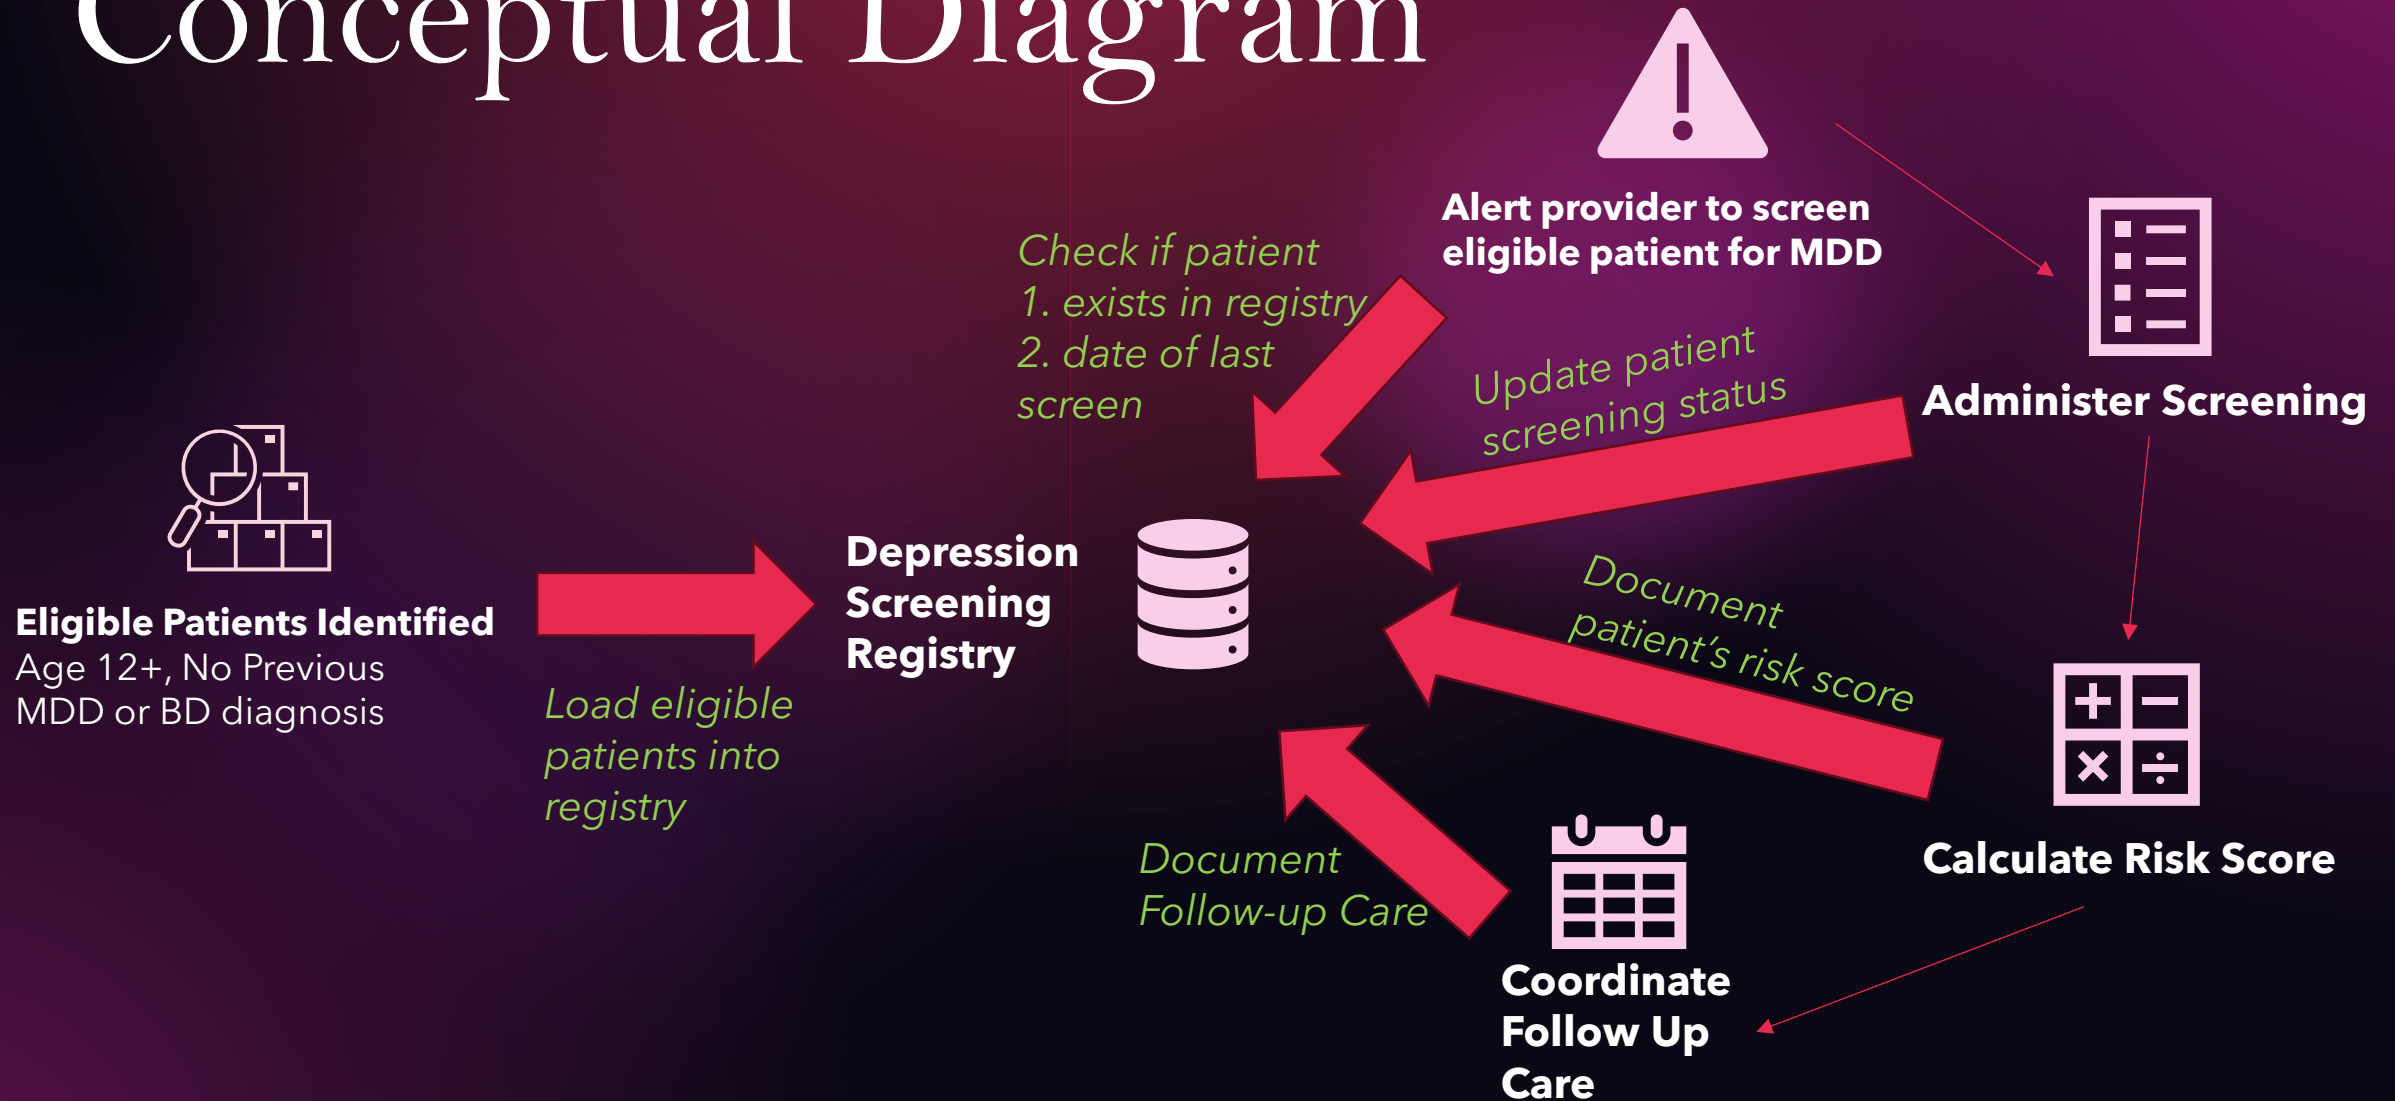 Conceptual Diagram
Alert provider to screen
eligible patient for MDD
Check if patient
1. exists in registry
2. date of last
screen
Update patient
screening status
Administer Screening
Depression
Screening
Registry
Eligible Patients Identified
Age 12+, No Previous
MDD or BD diagnosis
Load eligible
patients into
registry
Document
patient’s risk score
Calculate Risk Score
Document
Follow-up Care
Coordinate
Follow Up
Care